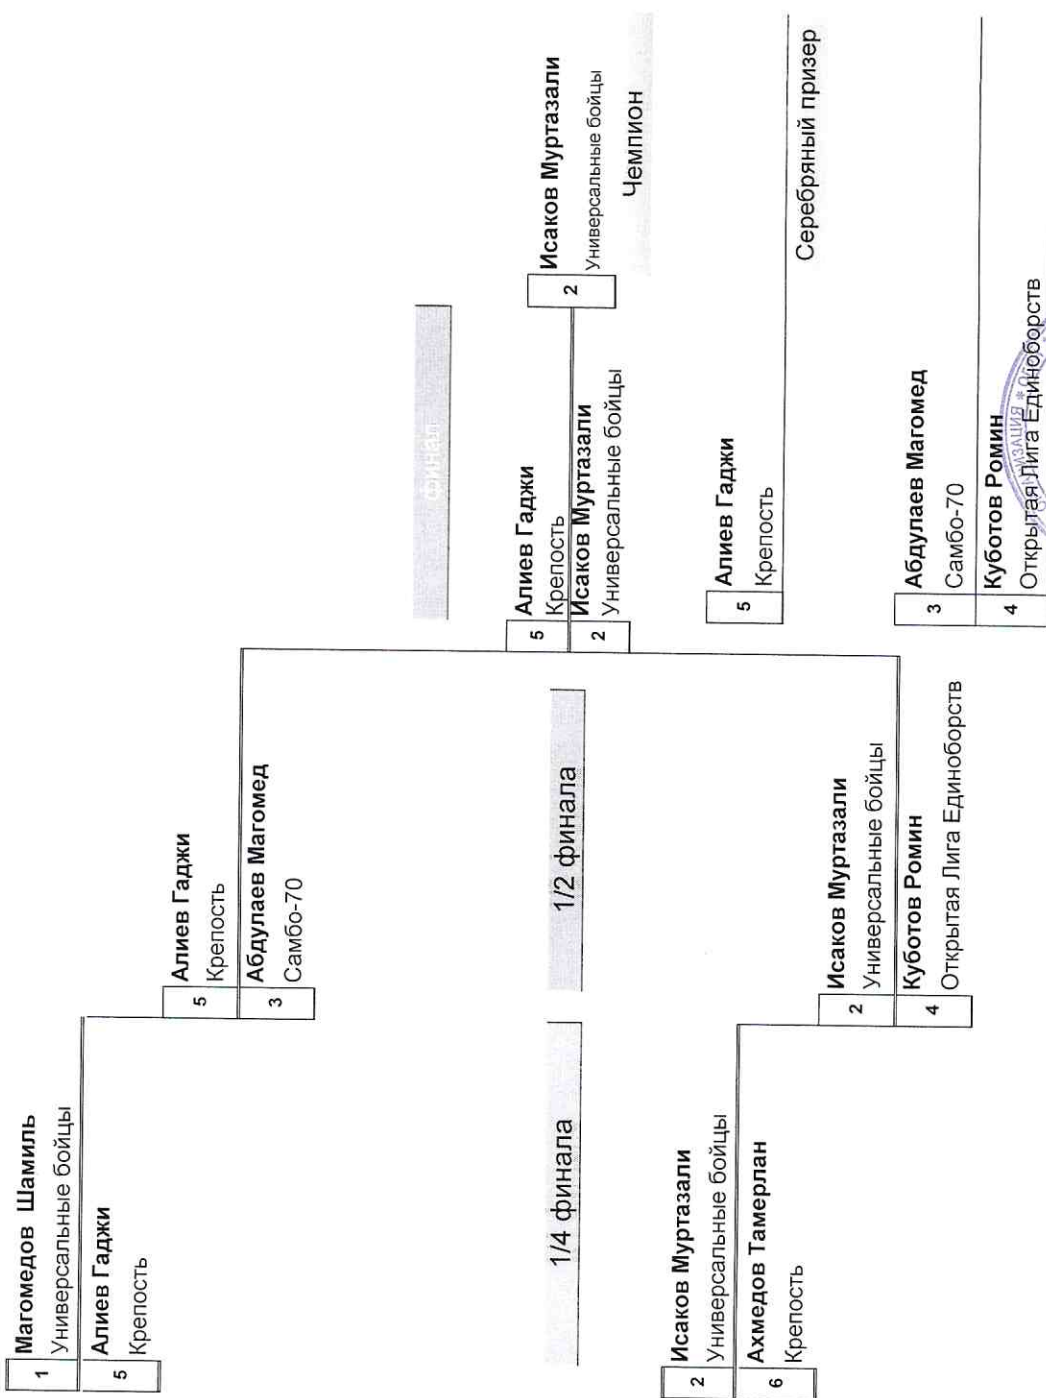 1
Магомедов Шамиль
Универсальные бойцы
5
Алиев Гаджи
Крепость
1/4 финала
2
Исаков Муртазали
Универсальные бойцы
6
Ахмедов Тамерлан
Крепость
5
Алиев Гаджи
Крепость
3
Абдулаев Магомед
Самбо-70
1/2 финала
2
Исаков Муртазали
Универсальные бойцы
4
Куботов Ромин
Открытая Лига Единоборств
финал
5
Алиев Гаджи
Крепость
2
Исаков Муртазали
Универсальные бойцы
2
Исаков Муртазали
Универсальные бойцы
Чемпион
5
Алиев Гаджи
Крепость
Серебряный призер
3
Абдулаев Магомед
Самбо-70
4
Куботов Ромин
Открытая Лига Единоборств